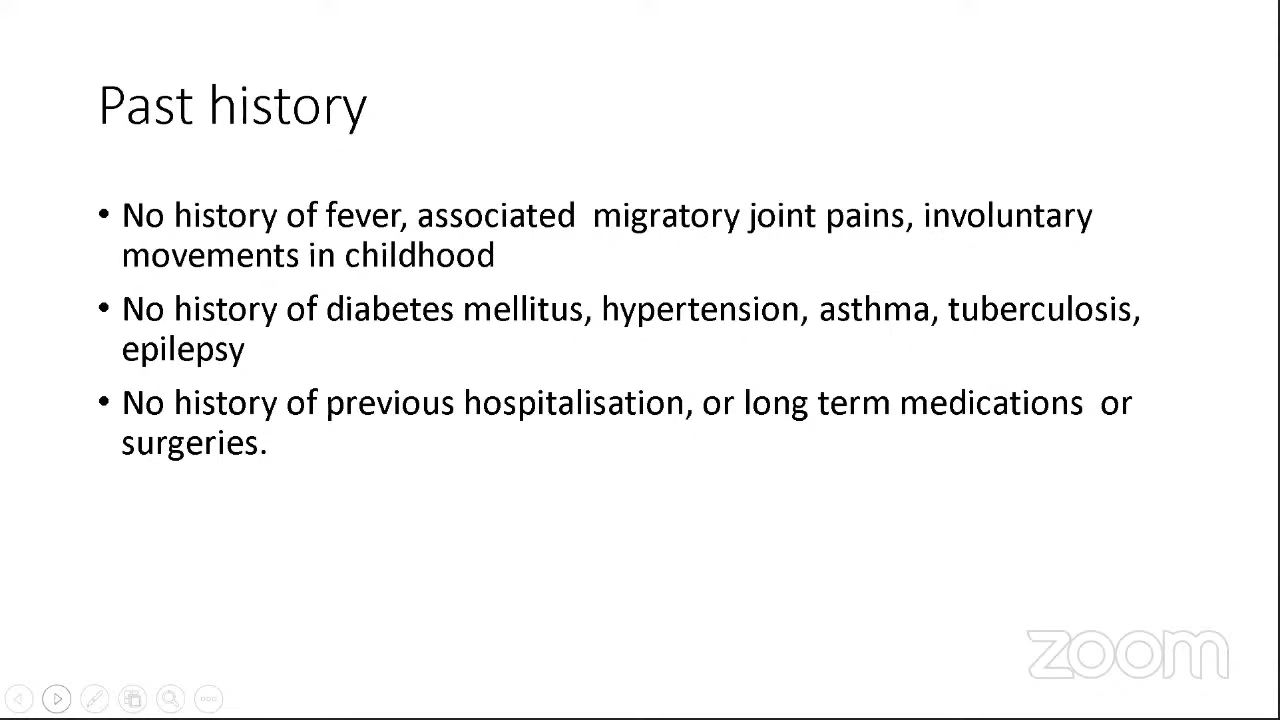 Past history
• No history of fever, associated  migratory joint pains, involuntary
movements in childhood
• No history of diabetes mellitus, hypertension, asthma, tuberculosis,
epilepsy
• No history of previous hospitalisation, or long term medications  or
surgeries.
zoom